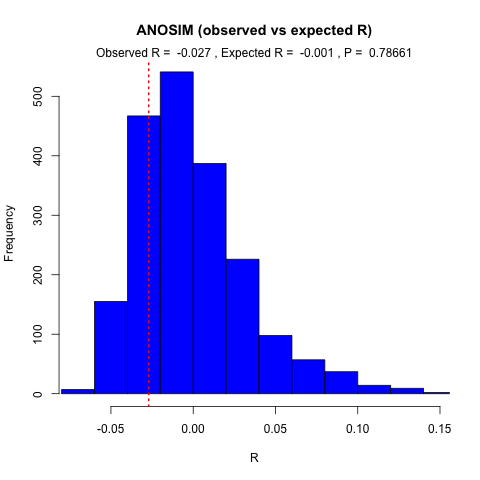 ANOSIM (observed vs expected R)
Observed R =  -0.027 , Expected R =  -0.001 , P =  0.78661
Frequency
500
400
300
200
100
0
-0.05 0.00 0.05 0.10 0.15
R